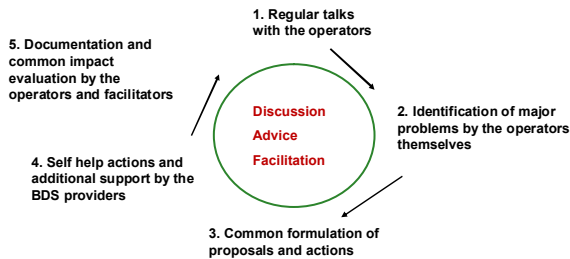 1. Regular talks
with the operators
2. Identification of major
problems by the operators
themselves
3. Common formulation of
proposals and actions
4. Self help actions and
additional support by the
BDS providers
5. Documentation and
common impact
evaluation by the
operators and facilitators
Discussion
Advice
Facilitation